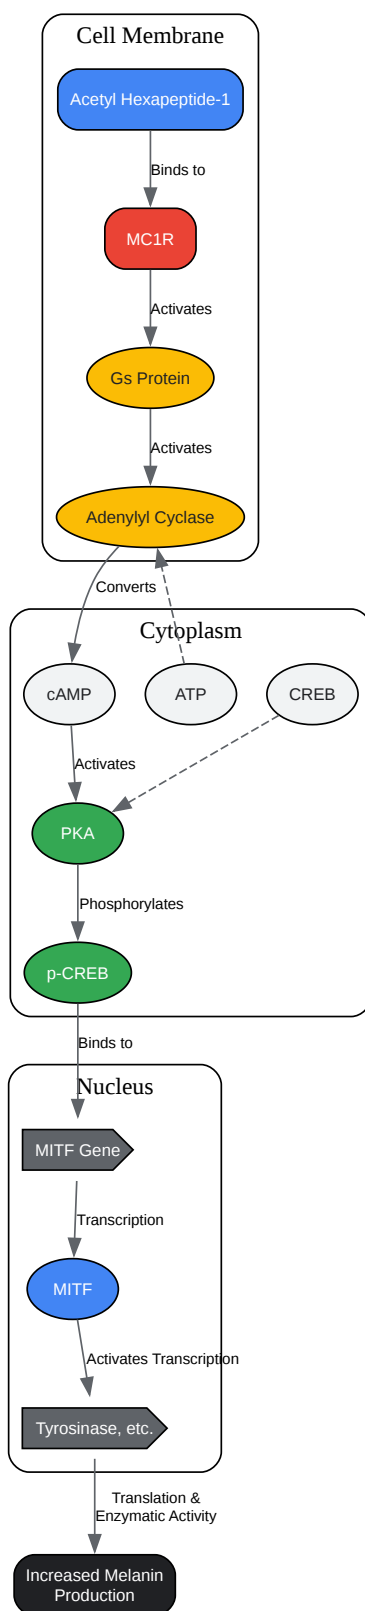 Cell Membrane
Acetyl Hexapeptide-1
Binds to
MC1R
Activates
Gs Protein
Activates
Adenylyl Cyclase
Converts
Cytoplasm
cAMP
ATP
CREB
Activates
PKA
Phosphorylates
p-CREB
Binds to
Nucleus
MITF Gene
Transcription
MITF
Activates Transcription
Tyrosinase, etc.
Translation &
Enzymatic Activity
Increased Melanin
Production